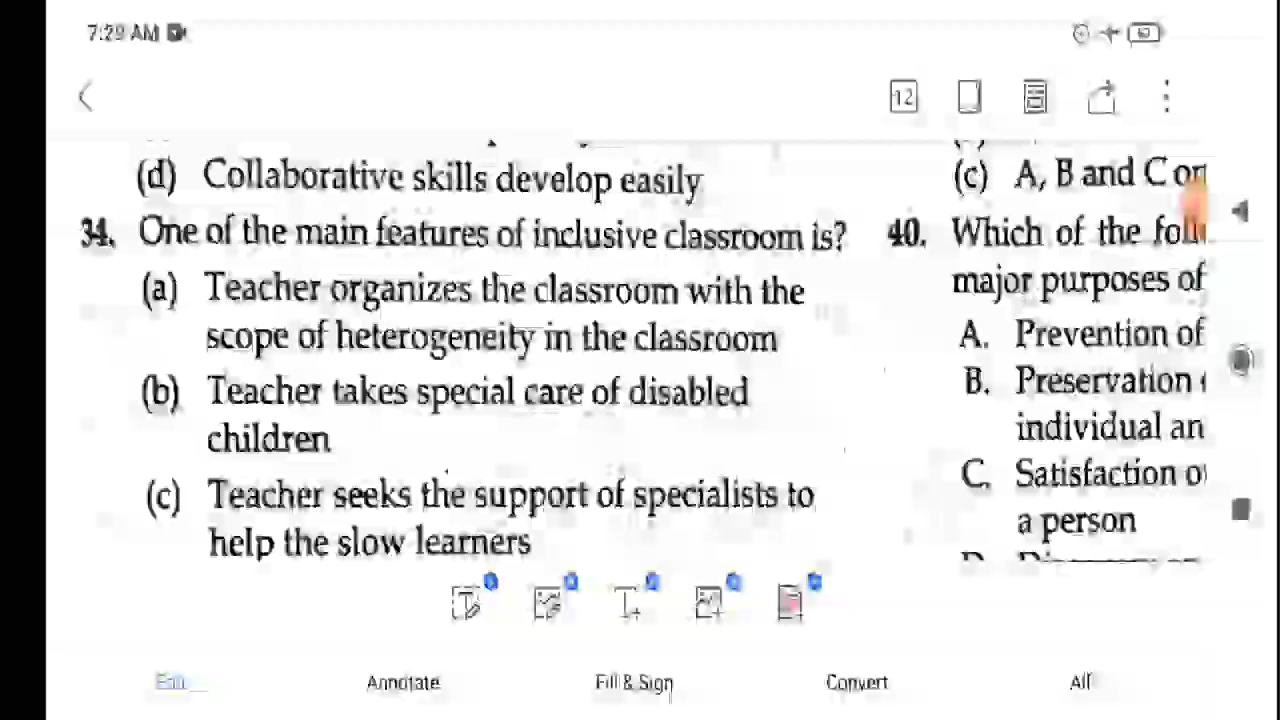 7:29 AM
12
(d) Collaborative skills develop easily
34. One of the main features of inclusive classroom is?
(a) Teacher organizes the classroom with the
scope of heterogeneity in the classroom
(b) Teacher takes special care of disabled
children
(c) Teacher seeks the support of specialists to
help the slow learners
(c) A, B and C
40. Which of the
major purposes of
A. Prevention of
B. Preservation
individual an
C. Satisfaction
a person
Edit
Annotate
Fill & Sign
Convert
All